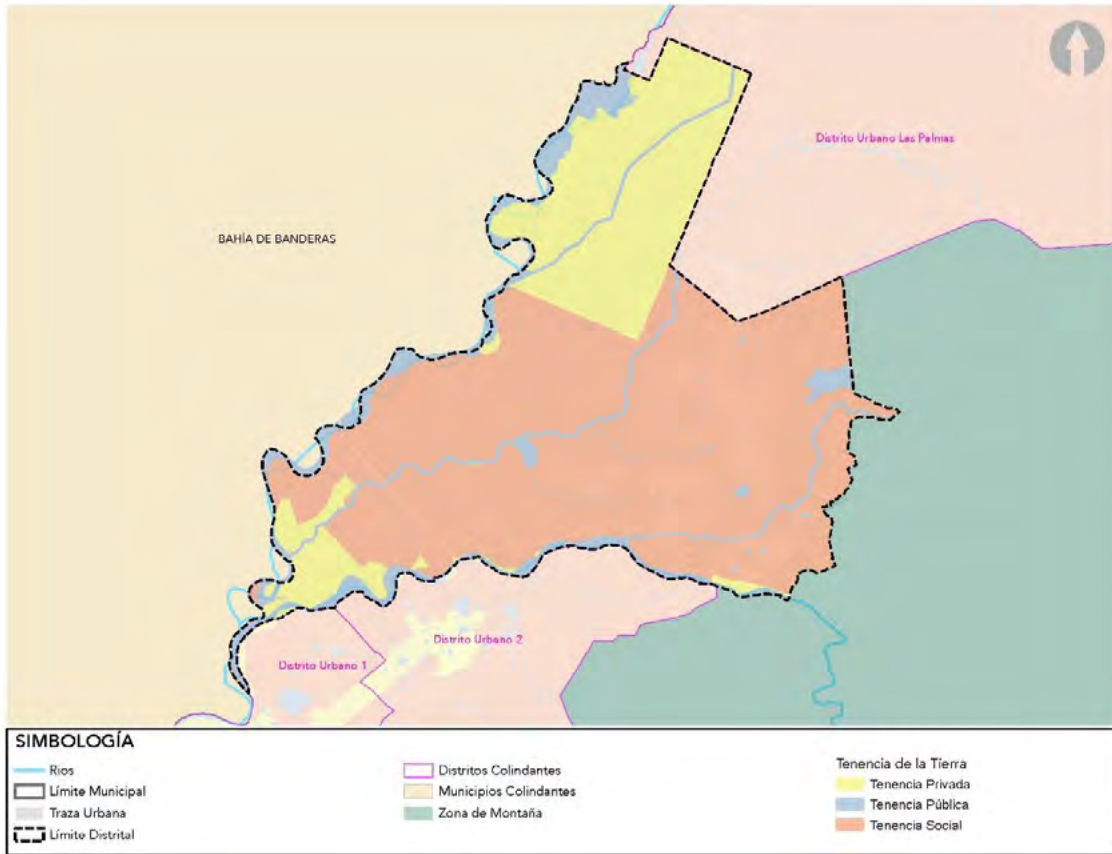 Distrito Urbano Las Palmas
BAHÍA DE BANDERAS
Distrito Urbano 2
Distrito Urbano 1
SIMBOLOGÍA
Rios
Límite Municipal
Traza Urbana
Límite Distrital
Distritos Colindantes
Municipios Colindantes
Zona de Montaña
Tenencia de la Tierra
Tenencia Privada
Tenencia Pública
Tenencia Social